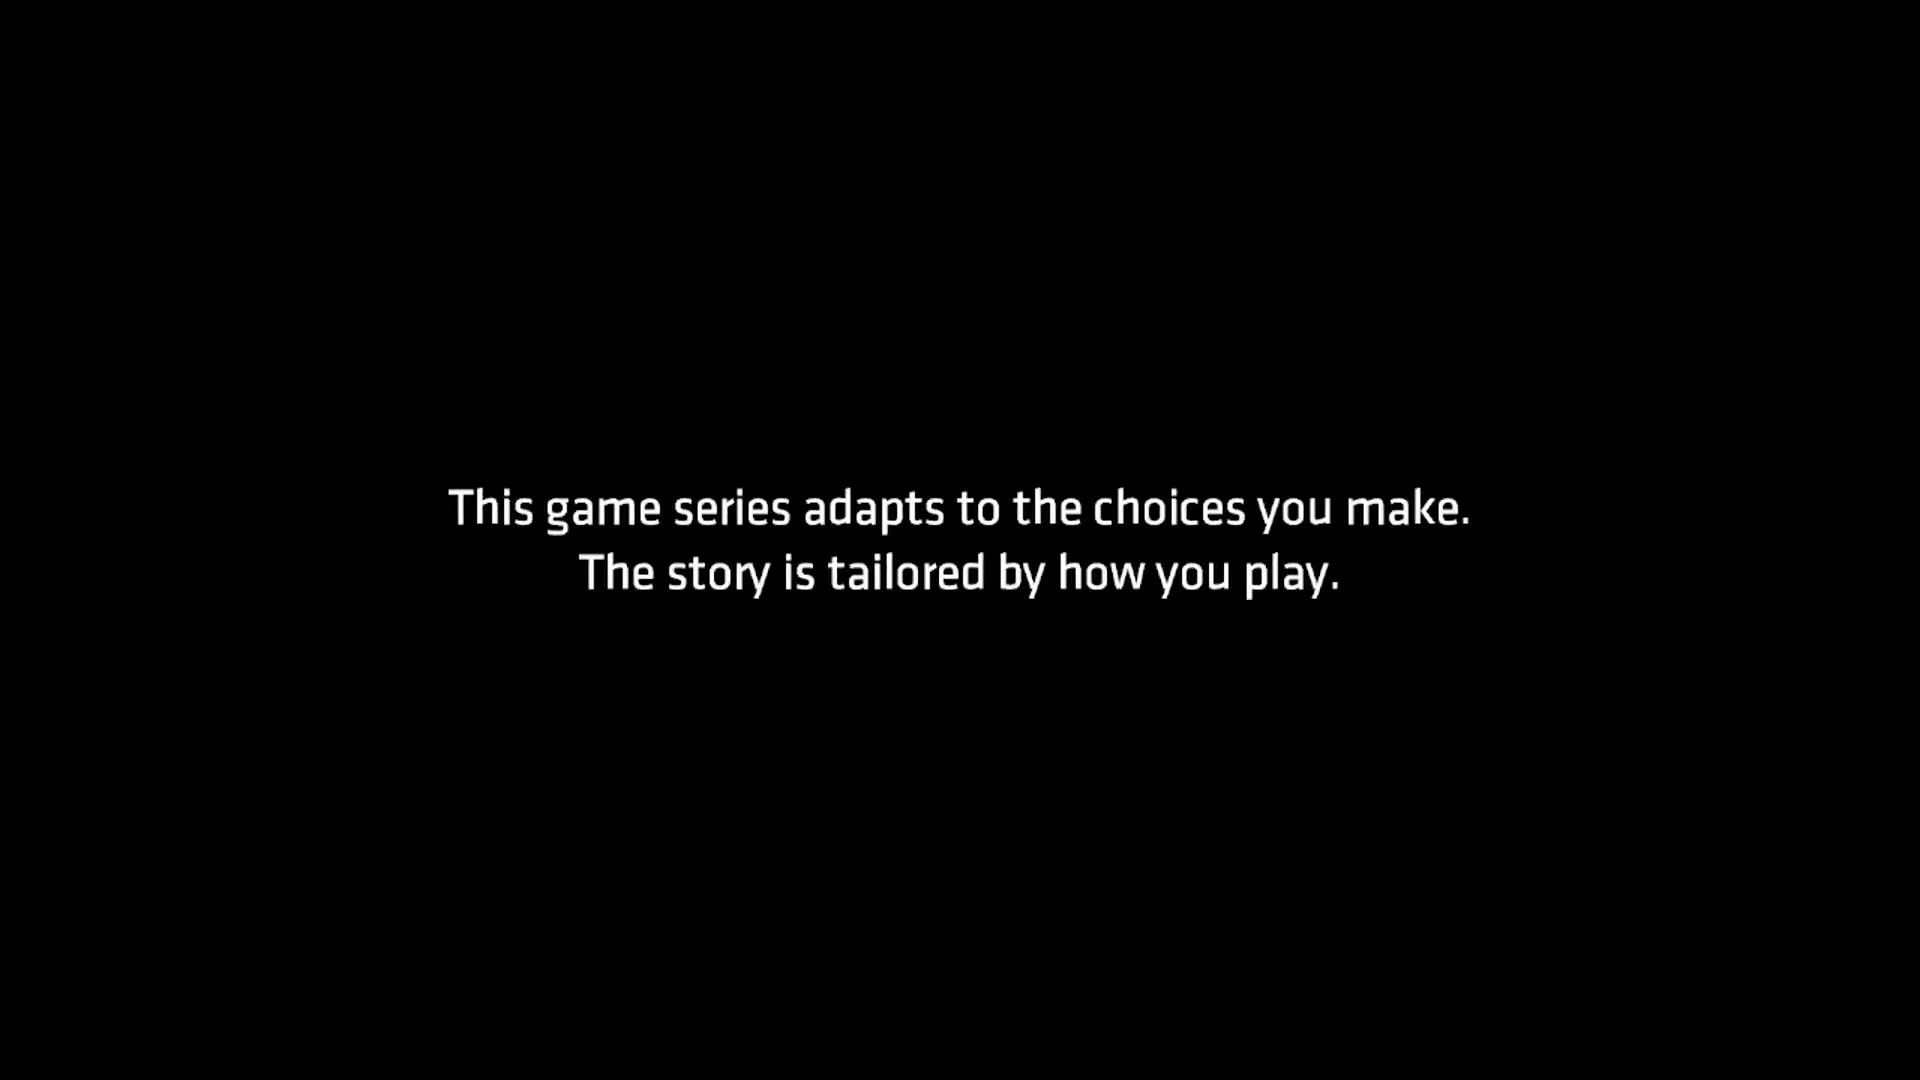 This game series adapts to the choices you make.
The story is tailored by how you play.